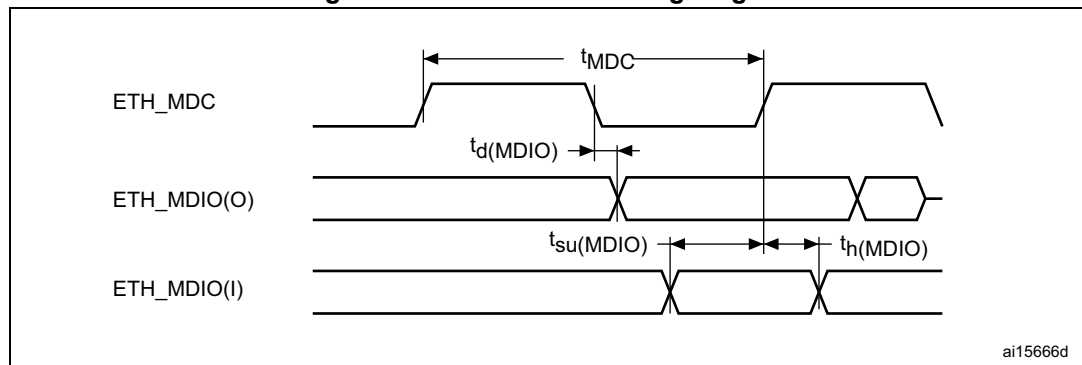 tMDC
ETH_MDC
td(MDIO)
ETH_MDIO(O)
tsu(MDIO)
th(MDIO)
ETH_MDIO(I)
ai15666d